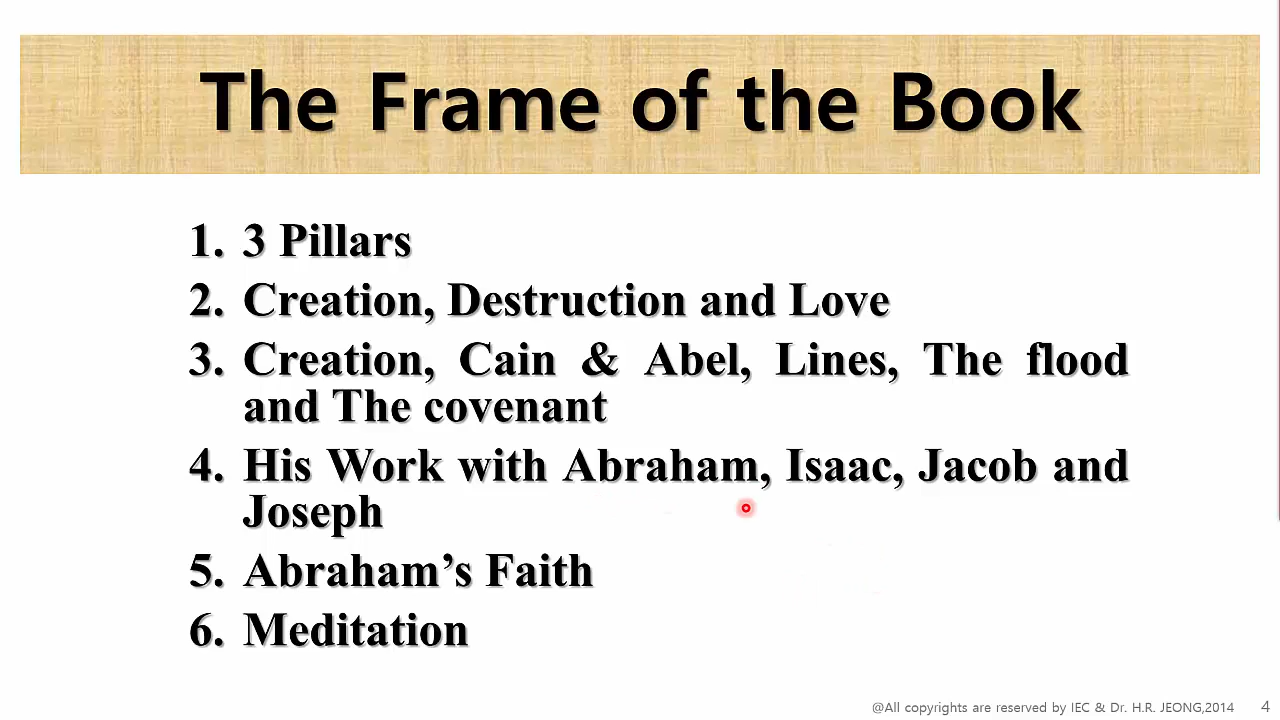 The Frame of the Book
1. 3 Pillars
2. Creation, Destruction and Love
3. Creation, Cain & Abel, Lines, The flood
and The covenant
4. His Work with Abraham, Isaac, Jacob and
Joseph
5. Abraham’s Faith
6. Meditation
@All copyrights are reserved by IEC & Dr. H.R. JEONG,2014 4